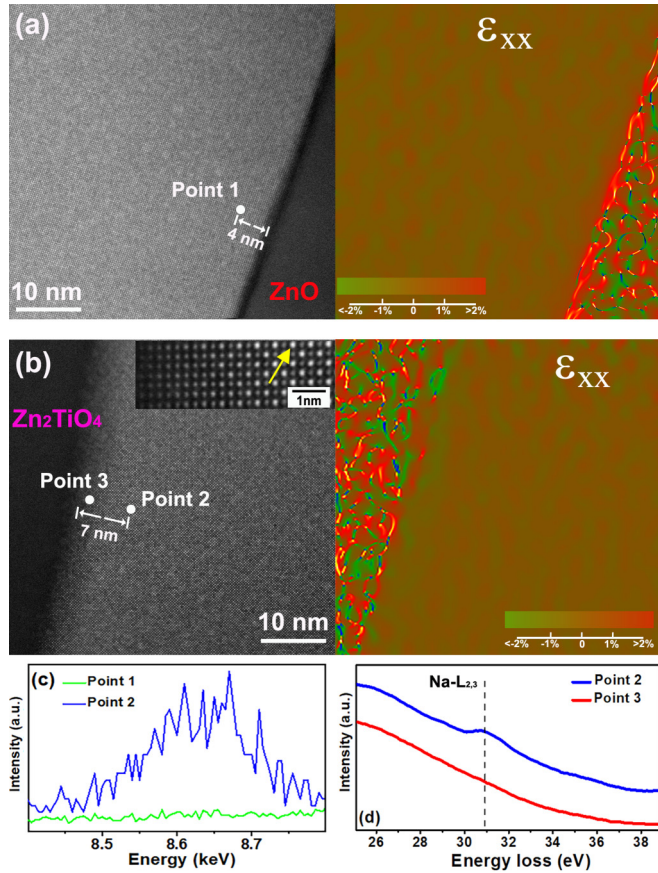 (a)
Point 1
4 nm
10 nm
ZnO
εxx
<-2% -1% 0 1% >2%
(b)
1nm
Zn₂TiO₄
Point 3
Point 2
7 nm
10 nm
εxx
<-2% -1% 0 1% >2%
(c)
Point 1
Point 2
Intensity (a.u.)
8.5 8.6 8.7
Energy (keV)
Na-L₂,₃
Point 2
Point 3
Intensity (a.u.)
(d)
26 28 30 32 34 36 38
Energy loss (eV)